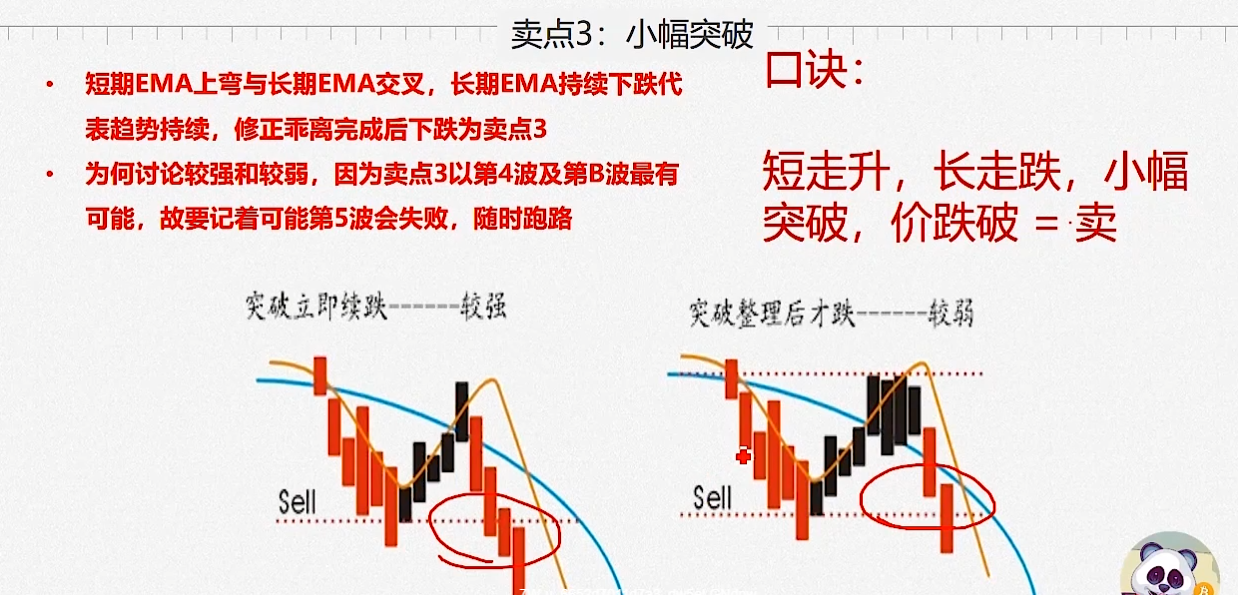 卖点3：小幅突破
口诀：
• 短期EMA上弯与长期EMA交叉，长期EMA持续下跌代
表趋势持续，修正乖离完成后下跌为卖点3
• 为何讨论较强和较弱，因为卖点3以第4波及第B波最有
可能，故要记着可能第5波会失败，随时跑路
短走升，长走跌，小幅
突破，价跌破 = 卖
突破立即续跌------较强
突破整理后才跌------较弱
Sell
Sell